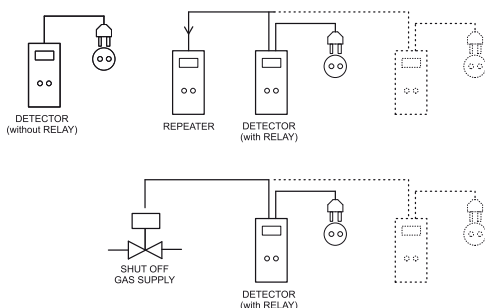 DETECTOR
(without RELAY)
REPEATER
DETECTOR
(with RELAY)
SHUT OFF
GAS SUPPLY
DETECTOR
(with RELAY)